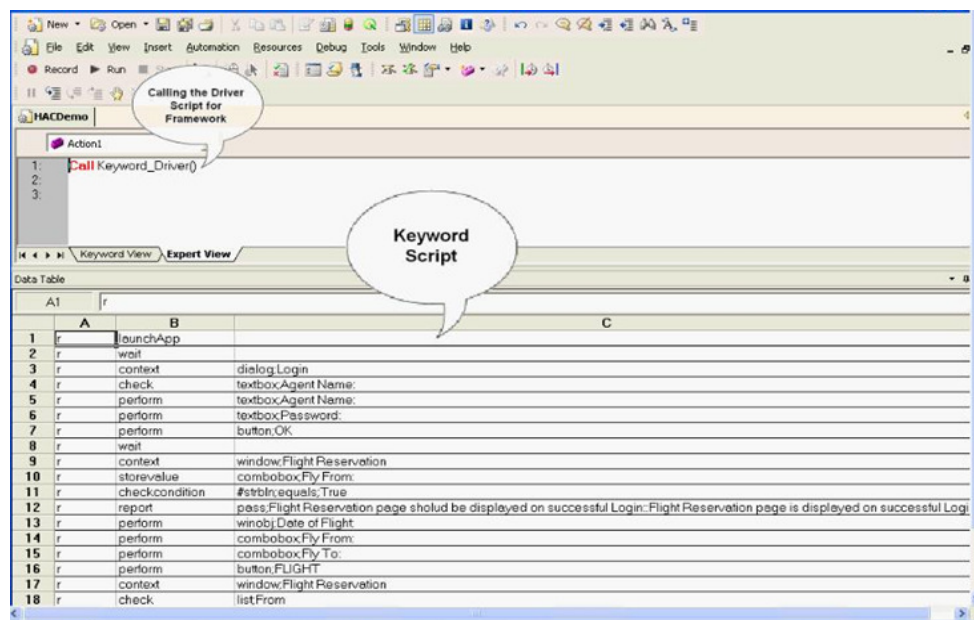 New Open
File Edit View Insert Automation Resources Debug Tools Window Help
Record Run
Calling the Driver
Script for
Framework
HACDemo
Action1
1: Call Keyword_Driver()
2:
3:
Keyword
Script
Keyword View Expert View
Data Table
A1 r
A B C
1 r launchApp
2 r wait
3 r context dialog;Login
4 r check textbox;Agent Name:
5 r perform textbox;Agent Name:
6 r perform textbox;Password:
7 r perform button;OK
8 r wait
9 r context window;Flight Reservation
10 r storevalue combobox;Fly From:
11 r checkcondition #strbln;equals;True
12 r report pass;Flight Reservation page sholud be displayed on successful Login::Flight Reservation page is displayed on successful Logi
13 r perform winobj;Date of Flight
14 r perform combobox;Fly From:
15 r perform combobox;Fly To:
16 r perform button;FLIGHT
17 r context window;Flight Reservation
18 r check list;From